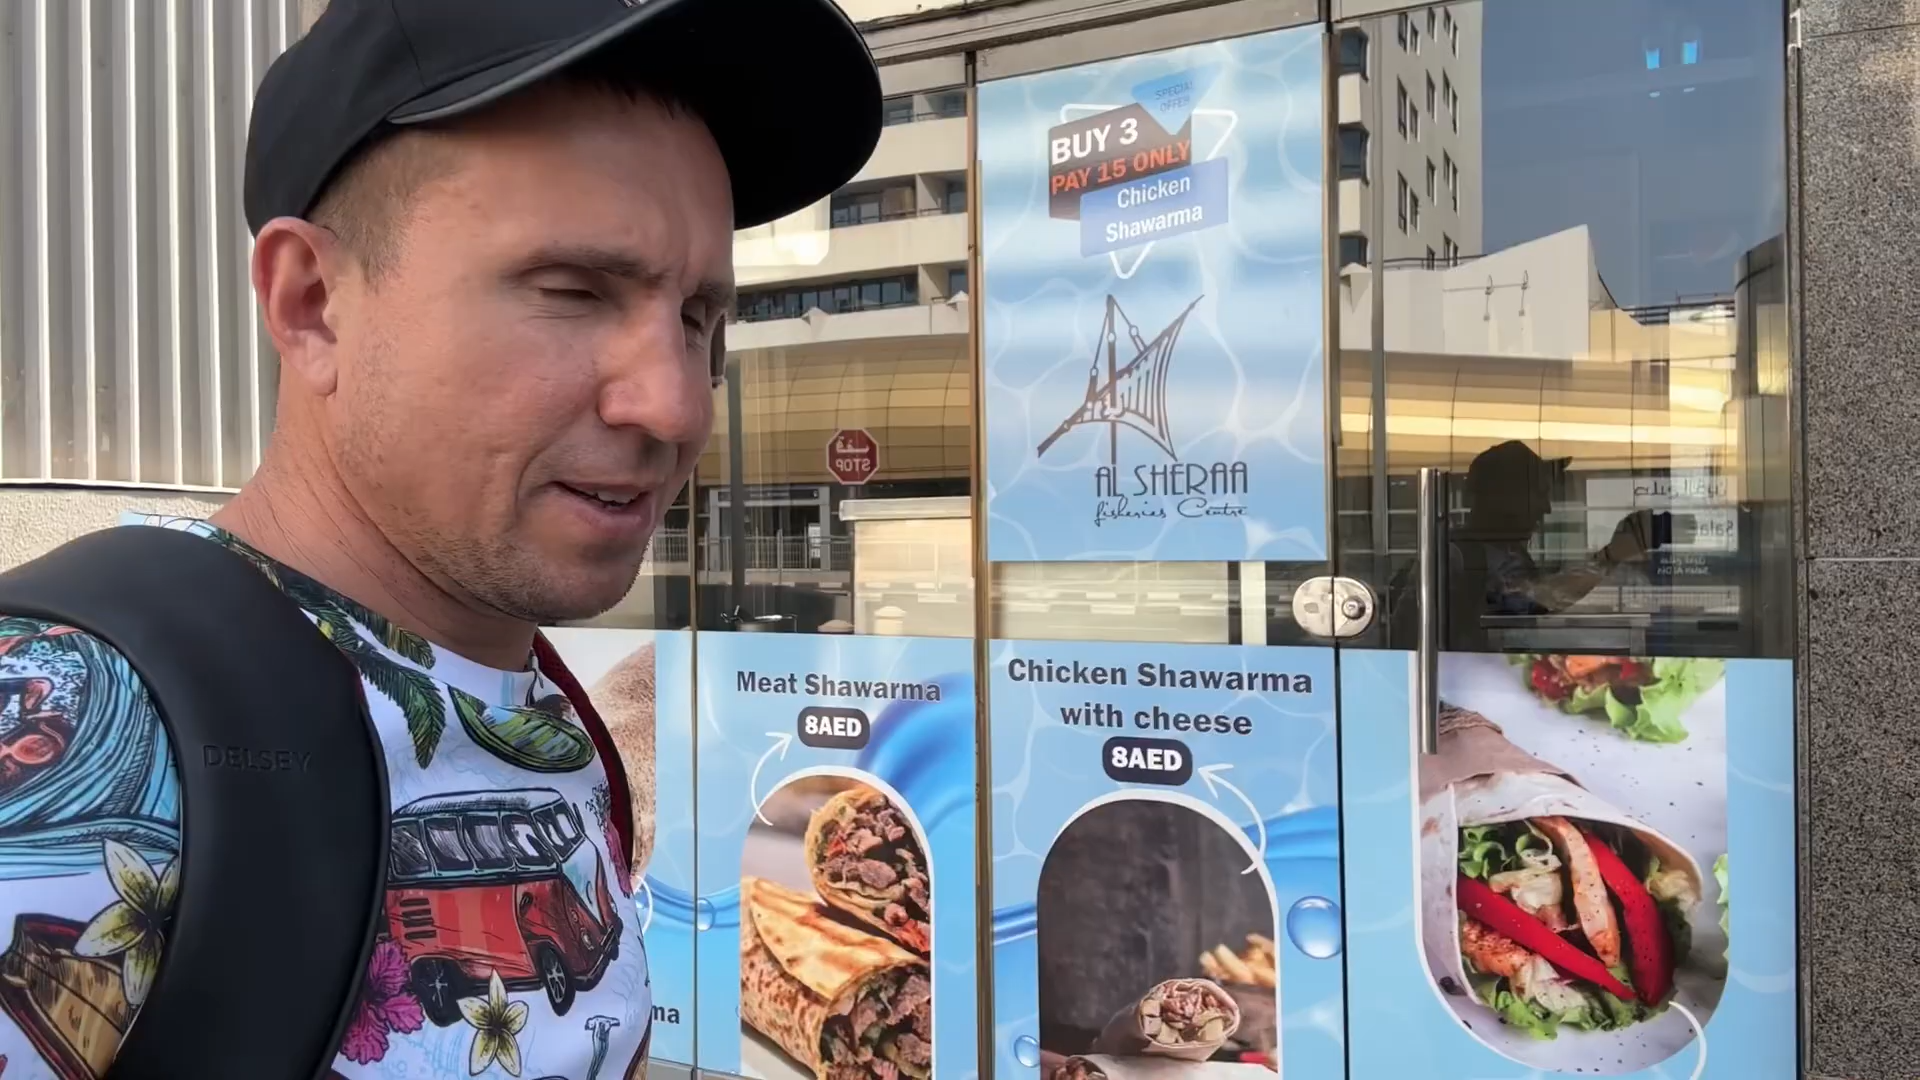 SPECIAL
OFFER
BUY 3
PAY 15 ONLY
Chicken
Shawarma
AL SHERAA
fisheries Centre
قف
STOP
Meat Shawarma
8AED
Chicken Shawarma
with cheese
8AED
DELSEY